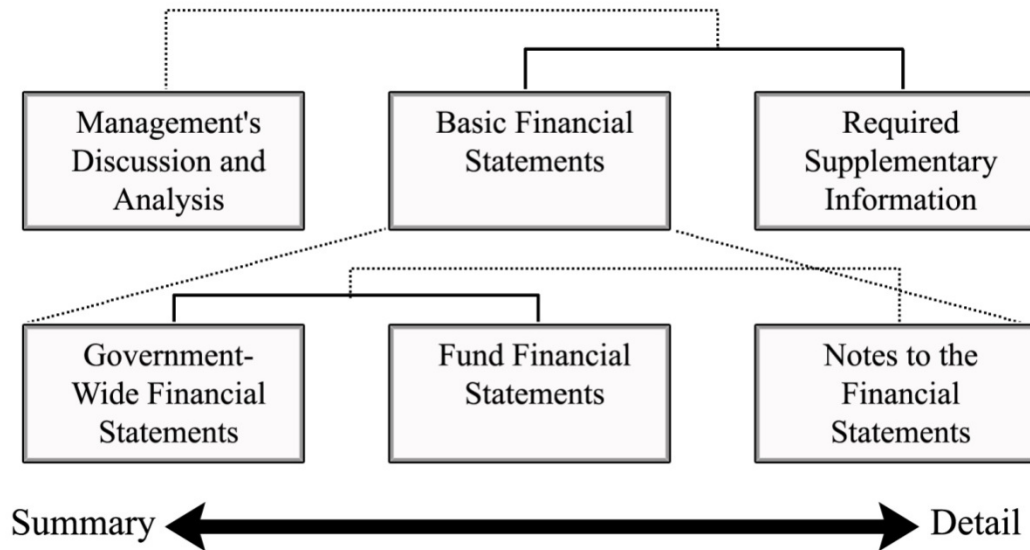 Management's
Discussion and
Analysis
Basic Financial
Statements
Required
Supplementary
Information
Government-
Wide Financial
Statements
Fund Financial
Statements
Notes to the
Financial
Statements
Summary
Detail